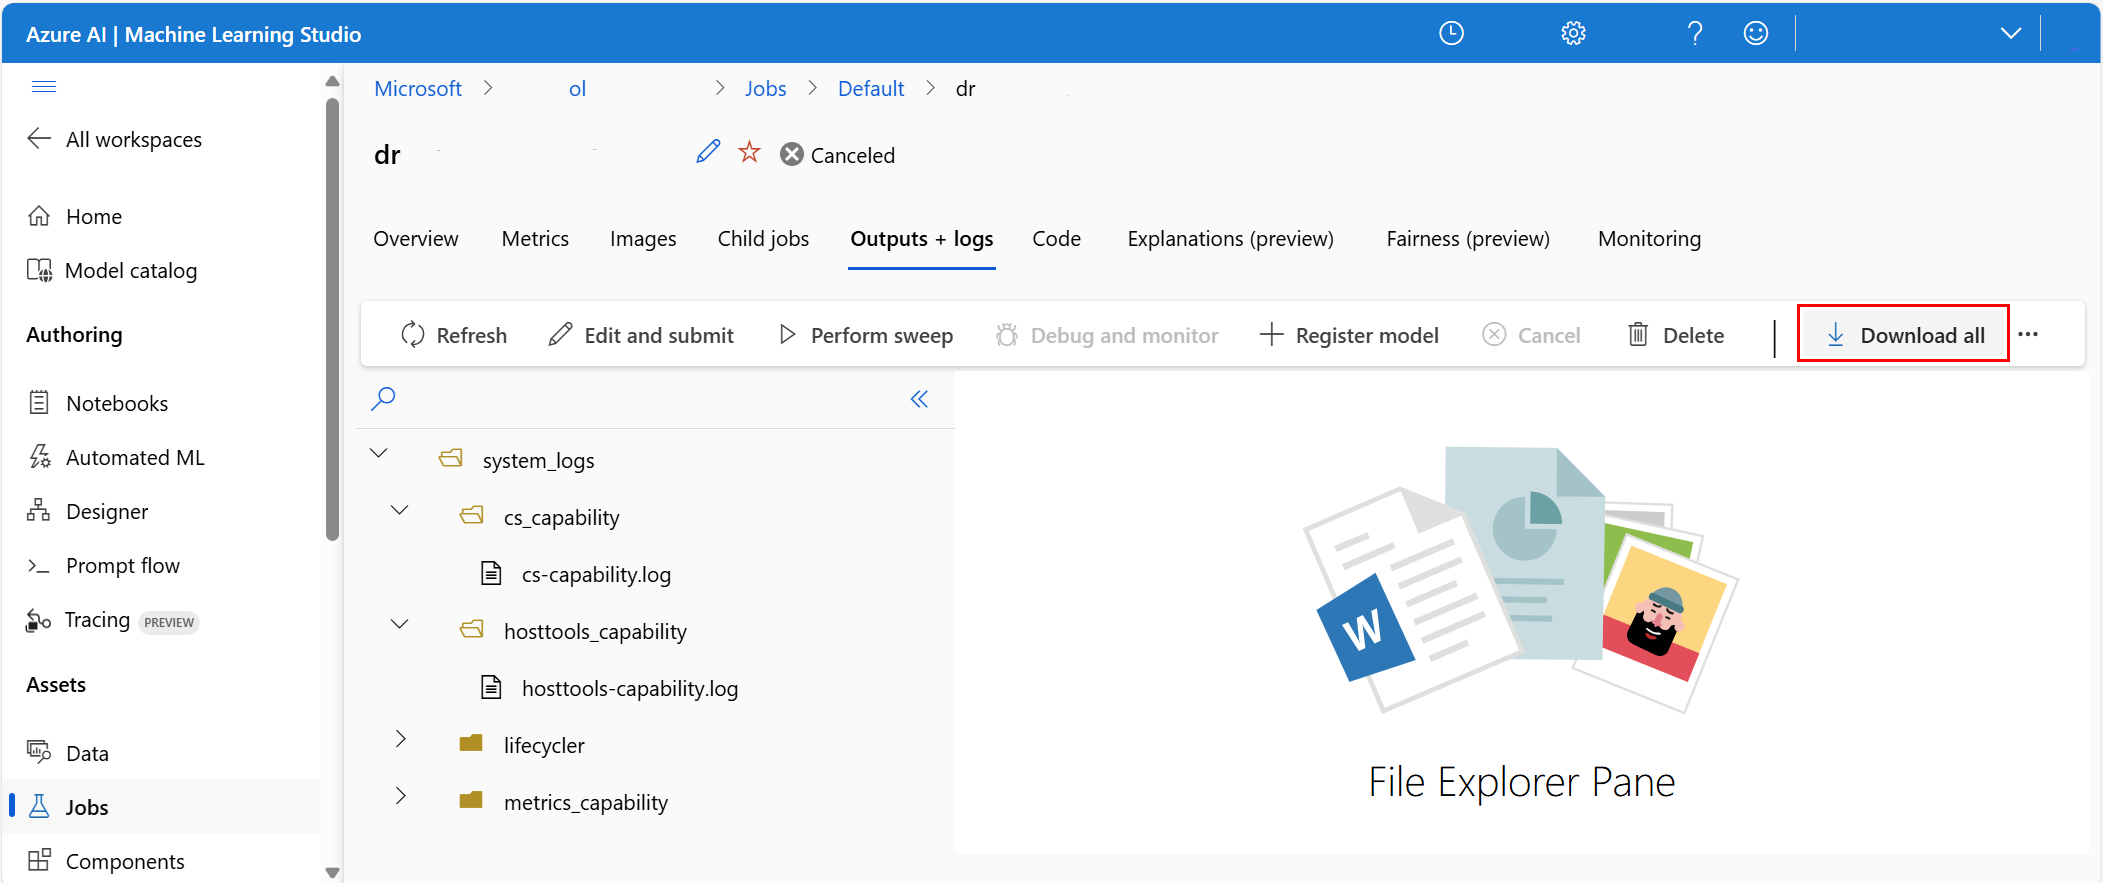 Azure AI | Machine Learning Studio
Microsoft > ol > Jobs > Default > dr
All workspaces
dr
Canceled
Home
Model catalog
Overview Metrics Images Child jobs Outputs + logs Code Explanations (preview) Fairness (preview) Monitoring
Authoring
Refresh Edit and submit Perform sweep Debug and monitor Register model Cancel Delete Download all ...
Notebooks
Automated ML
Designer
Prompt flow
Tracing PREVIEW
Assets
Data
Jobs
Components
system_logs
cs_capability
cs-capability.log
hosttools_capability
hosttools-capability.log
lifecycler
metrics_capability
W
File Explorer Pane